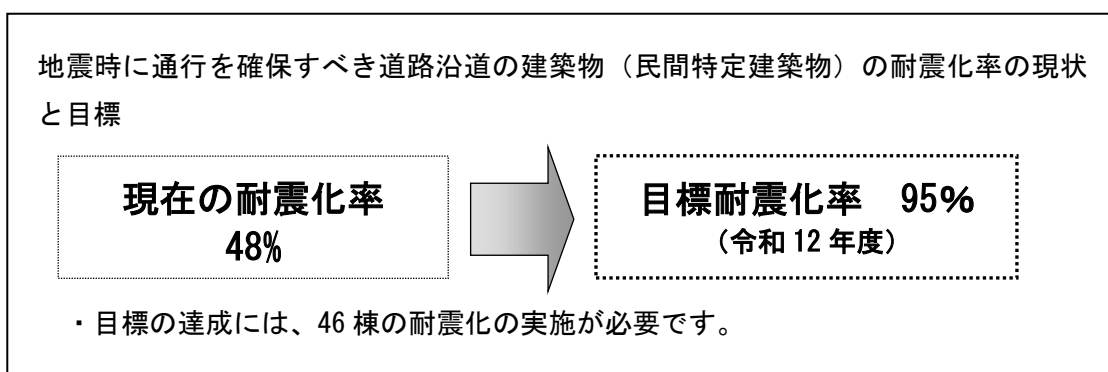 地震時に通行を確保すべき道路沿道の建築物（民間特定建築物）の耐震化率の現状
と目標
現在の耐震化率
48%
目標耐震化率　95%
（令和 12 年度）
・目標の達成には、46 棟の耐震化の実施が必要です。